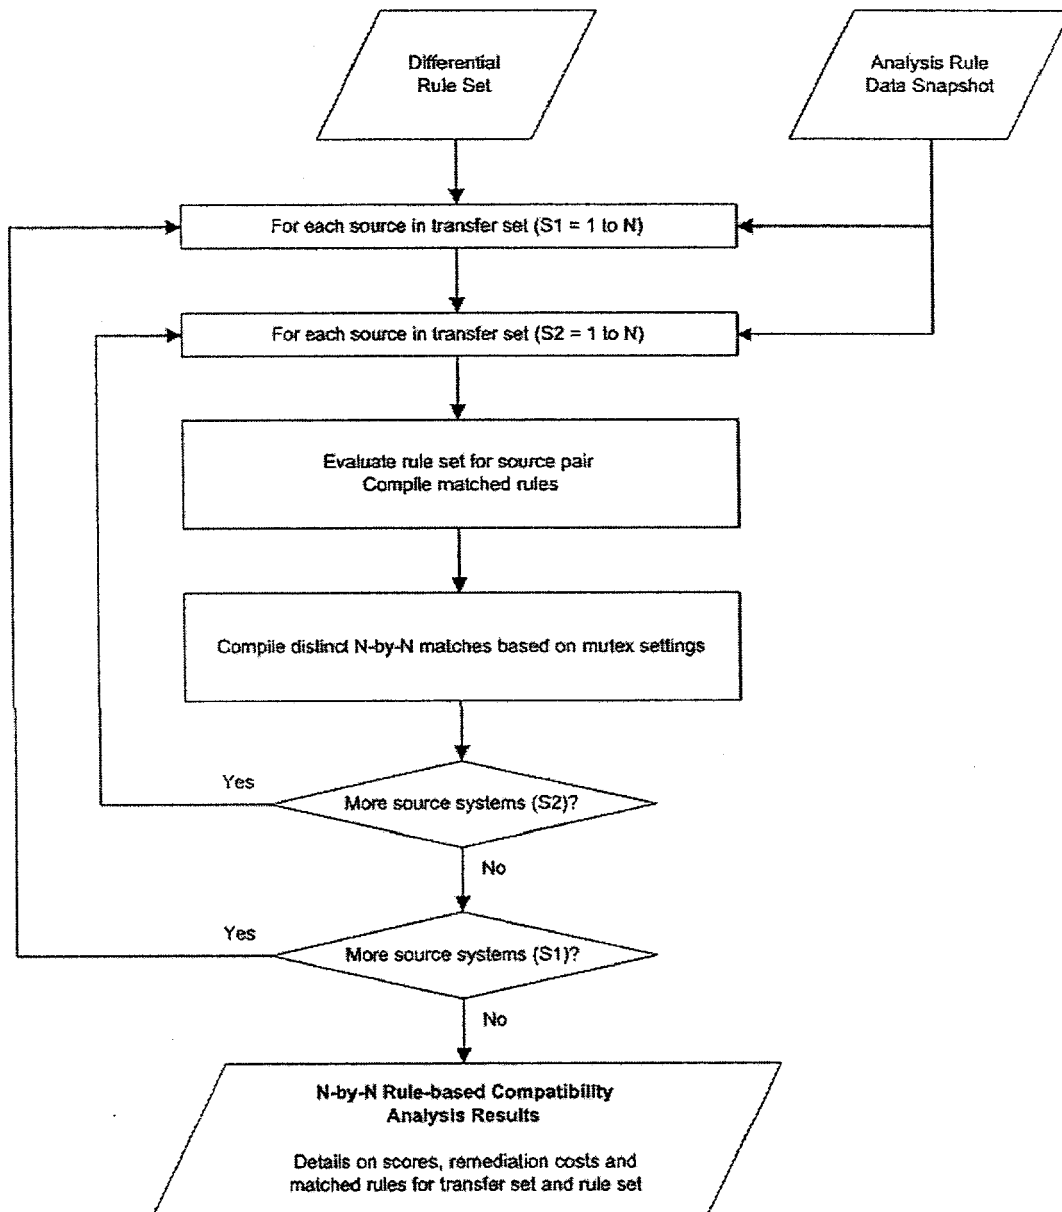 Differential
Rule Set
Analysis Rule
Data Snapshot
For each source in transfer set (S1 = 1 to N)
For each source in transfer set (S2 = 1 to N)
Evaluate rule set for source pair
Compile matched rules
Compile distinct N-by-N matches based on mutex settings
Yes
More source systems (S2)?
No
Yes
More source systems (S1)?
No
N-by-N Rule-based Compatibility
Analysis Results
Details on scores, remediation costs and
matched rules for transfer set and rule set